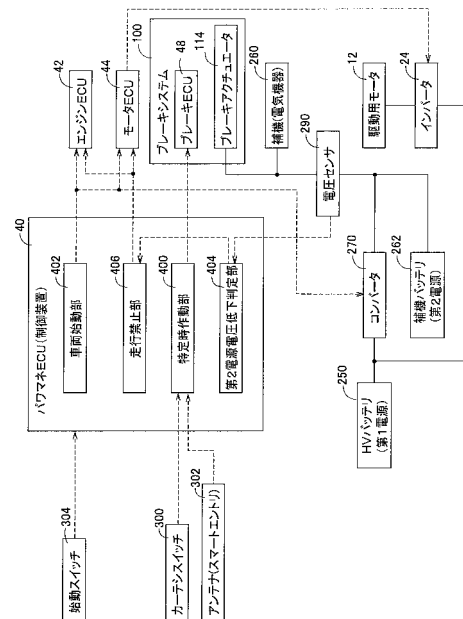 始動スイッチ
304
カーテシスイッチ
300
アンテナ(スマートエントリ)
302
パワマネECU(制御装置)
40
車両始動部
402
走行禁止部
406
特定時作動部
400
第2電源電圧低下判定部
404
エンジンECU
42
モータECU
44
ブレーキシステム
100
ブレーキECU
48
ブレーキアクチュエータ
114
補機(電気機器)
260
電圧センサ
290
駆動用モータ
12
インバータ
24
HVバッテリ
(第1電源)
250
コンバータ
270
補機バッテリ
(第2電源)
262